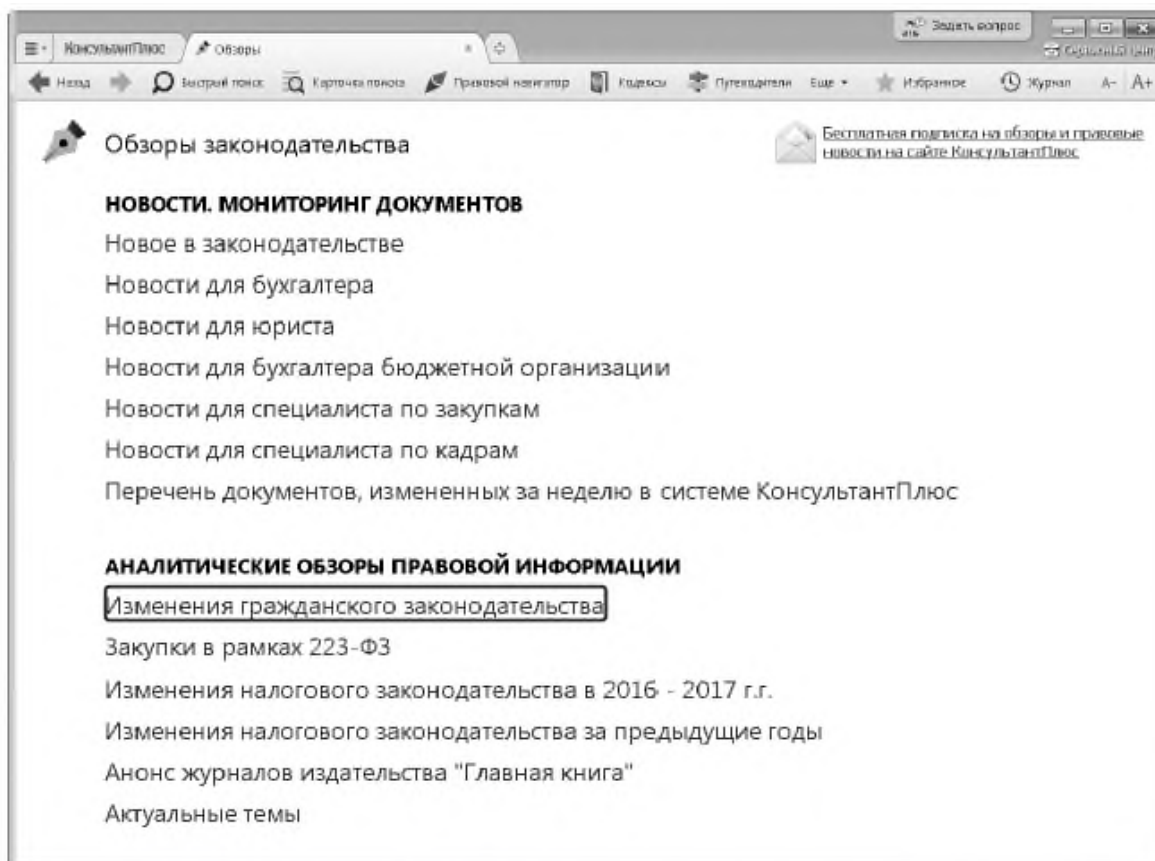 Задать вопрос
КонсультантПлюс Обзоры
Назад Быстрый поиск Карточка поиска Правовой навигатор Кодексы Путеводители Еще Избранное Журнал A- A+
Обзоры законодательства
Бесплатная подписка на обзоры и правовые
новости на сайте КонсультантПлюс
НОВОСТИ. МОНИТОРИНГ ДОКУМЕНТОВ
Новое в законодательстве
Новости для бухгалтера
Новости для юриста
Новости для бухгалтера бюджетной организации
Новости для специалиста по закупкам
Новости для специалиста по кадрам
Перечень документов, измененных за неделю в системе КонсультантПлюс
АНАЛИТИЧЕСКИЕ ОБЗОРЫ ПРАВОВОЙ ИНФОРМАЦИИ
Изменения гражданского законодательства
Закупки в рамках 223-ФЗ
Изменения налогового законодательства в 2016 - 2017 г.г.
Изменения налогового законодательства за предыдущие годы
Анонс журналов издательства "Главная книга"
Актуальные темы